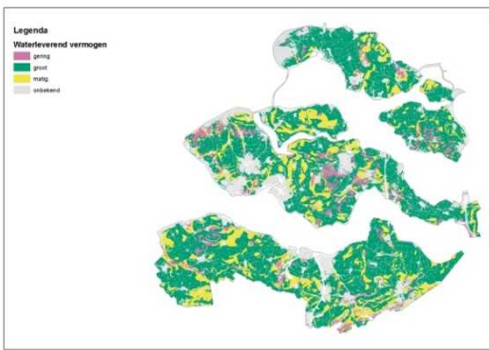 Legenda
Waterleverend vermogen
gering
groot
matig
onbekend